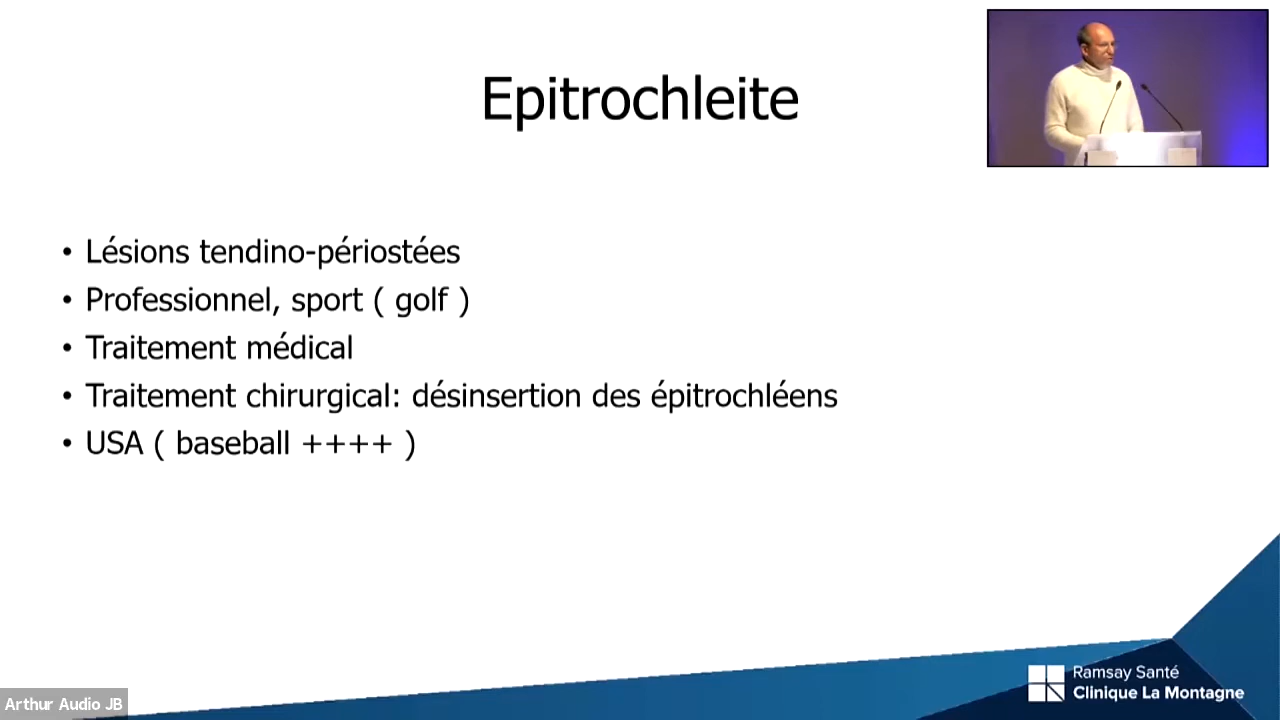 Epitrochleite
• Lésions tendino-périostées
• Professionnel, sport ( golf )
• Traitement médical
• Traitement chirurgical: désinsertion des épitrochléens
• USA ( baseball ++++ )
Ramsay Santé
Clinique La Montagne
Arthur Audio JB